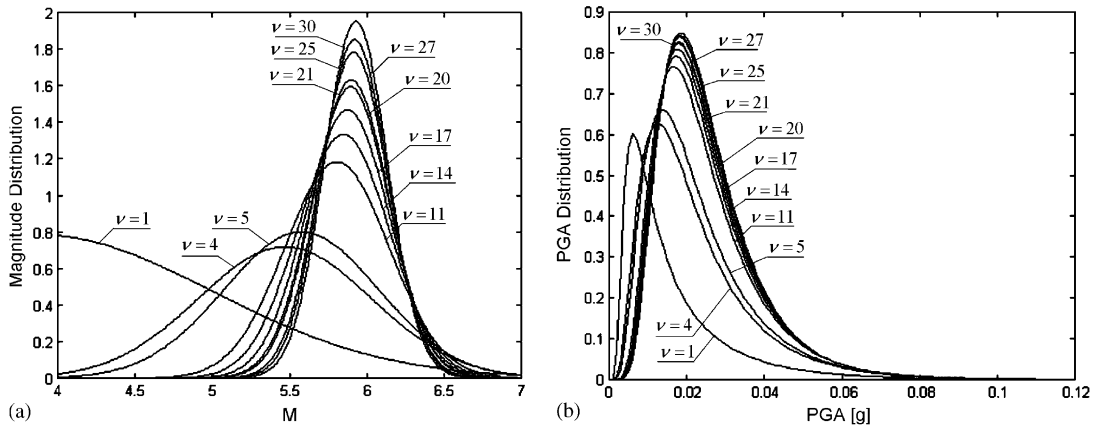 Magnitude Distribution
2
1.8
1.6
1.4
1.2
1
0.8
0.6
0.4
0.2
0
ν = 30
ν = 25
ν = 21
ν = 27
ν = 20
ν = 17
ν = 14
ν = 11
ν = 1
ν = 5
ν = 4
4 4.5 5 5.5 6 6.5 7
(a) M
PGA Distribution
0.9
0.8
0.7
0.6
0.5
0.4
0.3
0.2
0.1
0
ν = 30
ν = 27
ν = 25
ν = 21
ν = 20
ν = 17
ν = 14
ν = 11
ν = 5
ν = 4
ν = 1
0 0.02 0.04 0.06 0.08 0.1 0.12
(b) PGA [g]